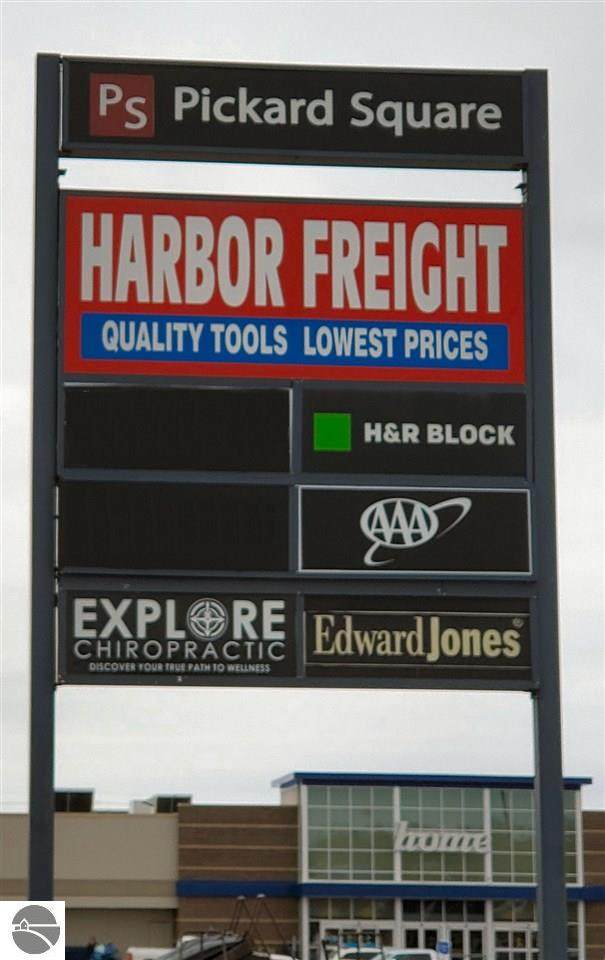 PS Pickard Square
HARBOR FREIGHT
QUALITY TOOLS LOWEST PRICES
H&R BLOCK
AAA
EXPLORE
CHIROPRACTIC
DISCOVER YOUR TRUE PATH TO WELLNESS
EdwardJones®
home